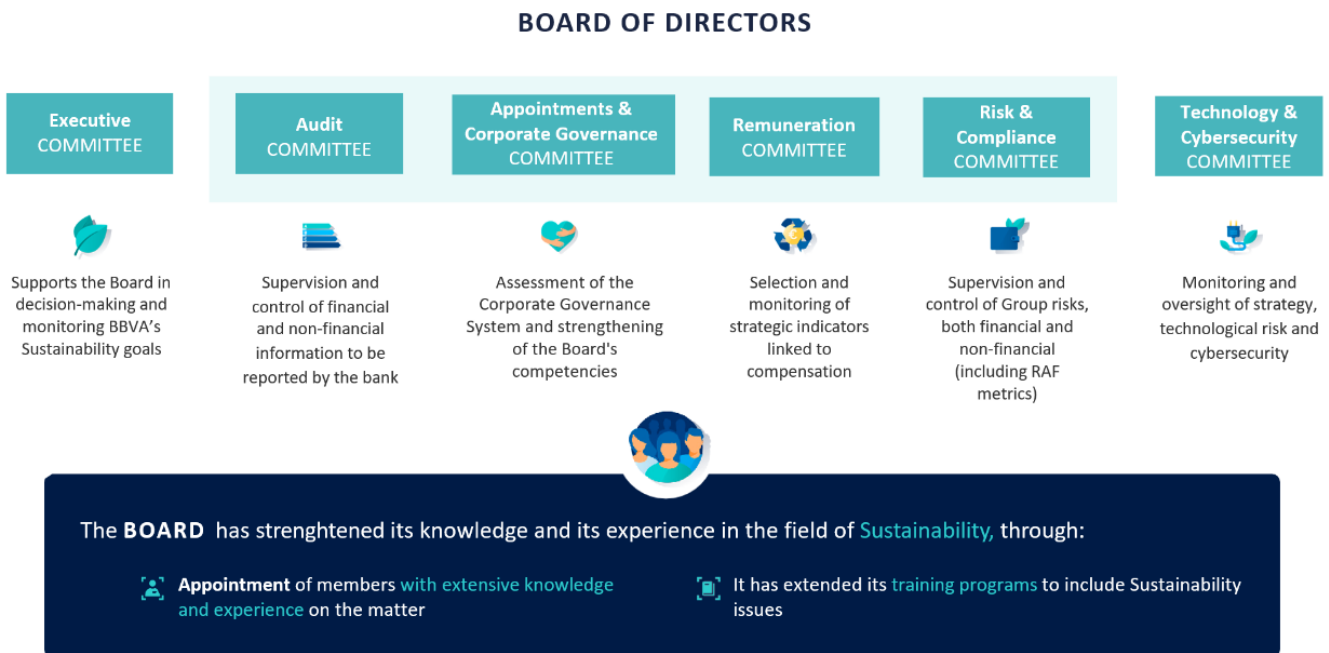 BOARD OF DIRECTORS
Executive
COMMITTEE
Audit
COMMITTEE
Appointments &
Corporate Governance
COMMITTEE
Remuneration
COMMITTEE
Risk &
Compliance
COMMITTEE
Technology &
Cybersecurity
COMMITTEE
Supports the Board in
decision-making and
monitoring BBVA's
Sustainability goals
Supervision and
control of financial
and non-financial
information to be
reported by the bank
Assessment of the
Corporate Governance
System and strengthening
of the Board's
competencies
Selection and
monitoring of
strategic indicators
linked to
compensation
Supervision and
control of Group risks,
both financial and
non-financial
(including RAF
metrics)
Monitoring and
oversight of strategy,
technological risk and
cybersecurity
The BOARD has strenghtened its knowledge and its experience in the field of Sustainability, through:
Appointment of members with extensive knowledge
and experience on the matter
It has extended its training programs to include Sustainability
issues